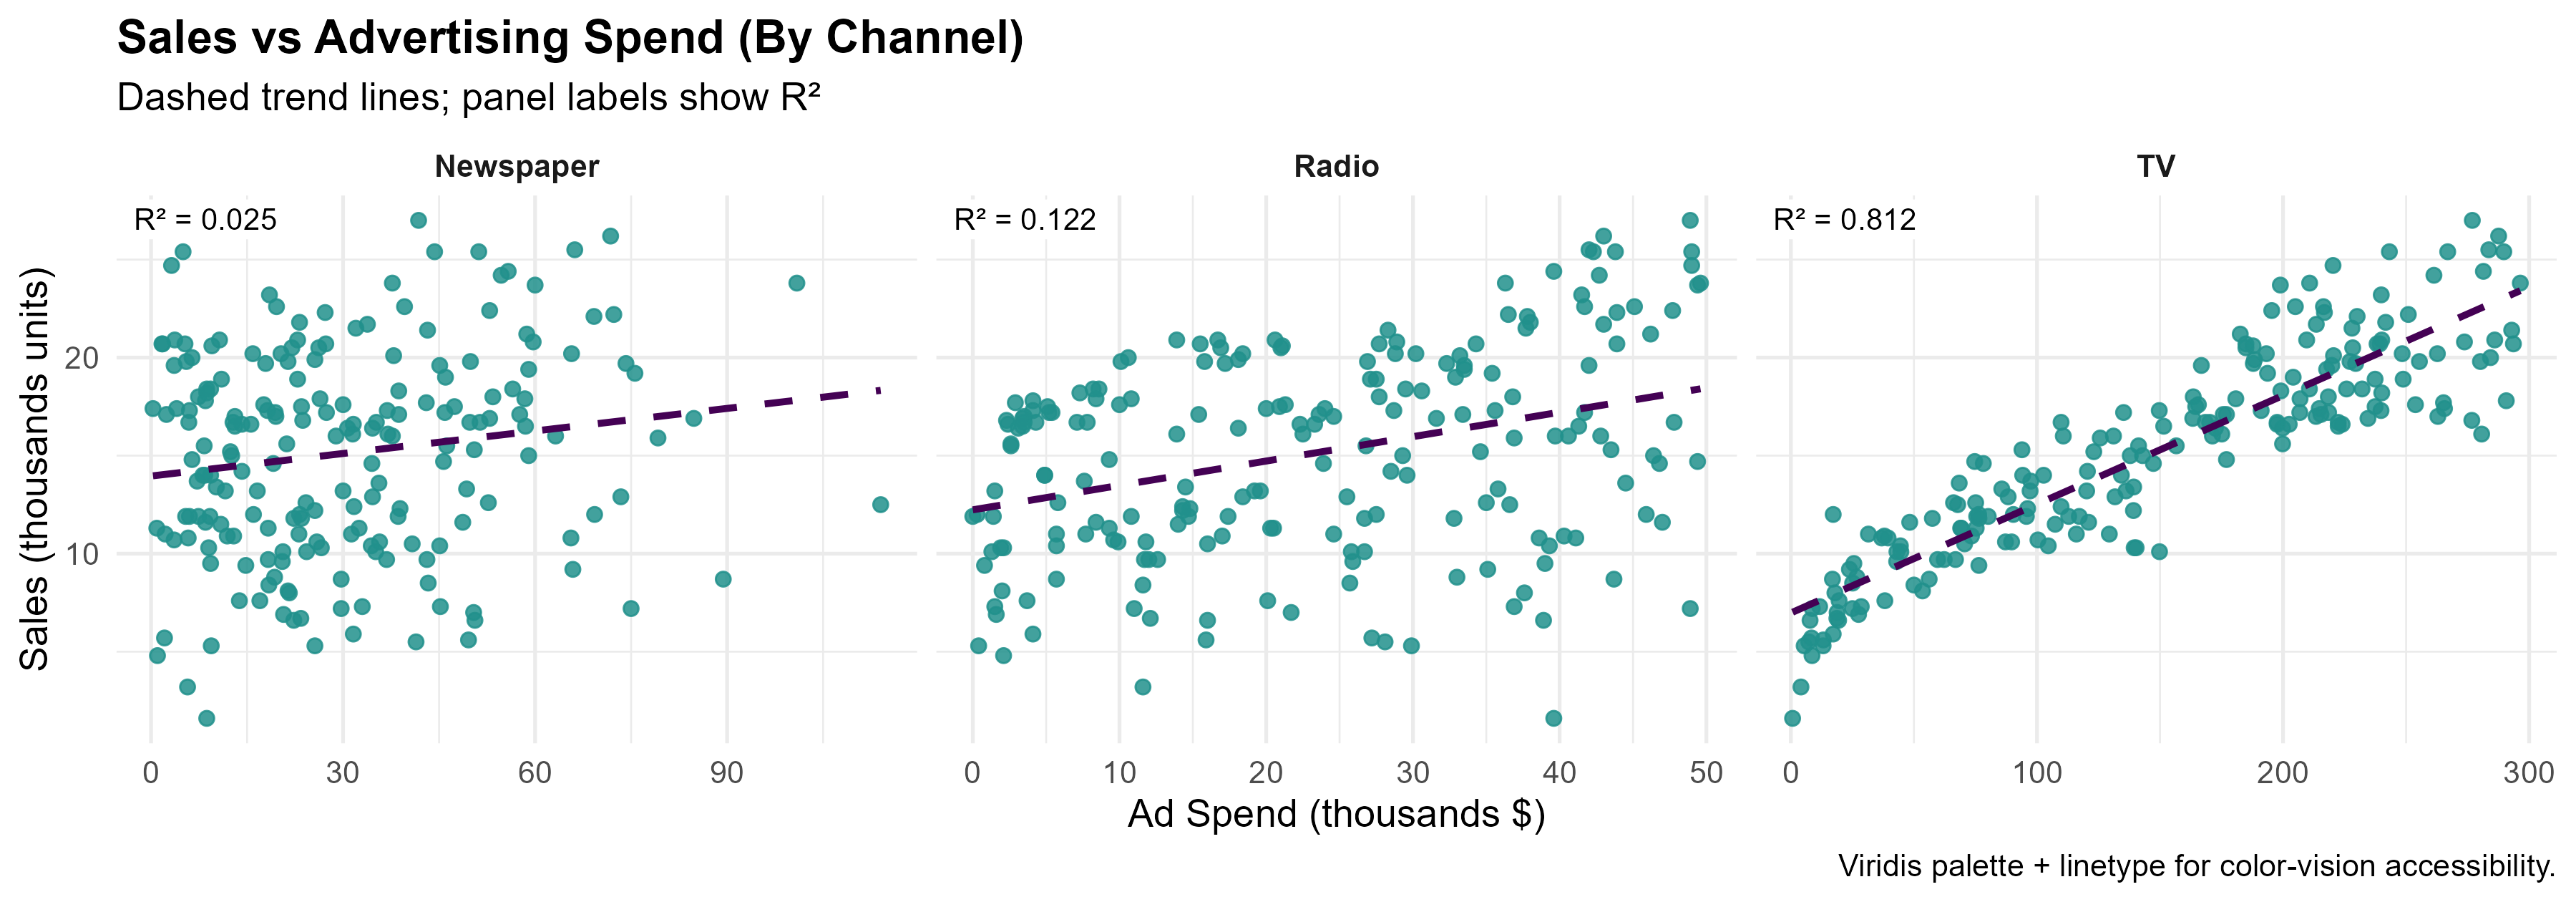 Sales vs Advertising Spend (By Channel)
Dashed trend lines; panel labels show R²
Newspaper
Radio
TV
R² = 0.025
R² = 0.122
R² = 0.812
Sales (thousands units)
20
10
0 30 60 90
0 10 20 30 40 50
0 100 200 300
Ad Spend (thousands $)
Viridis palette + linetype for color-vision accessibility.